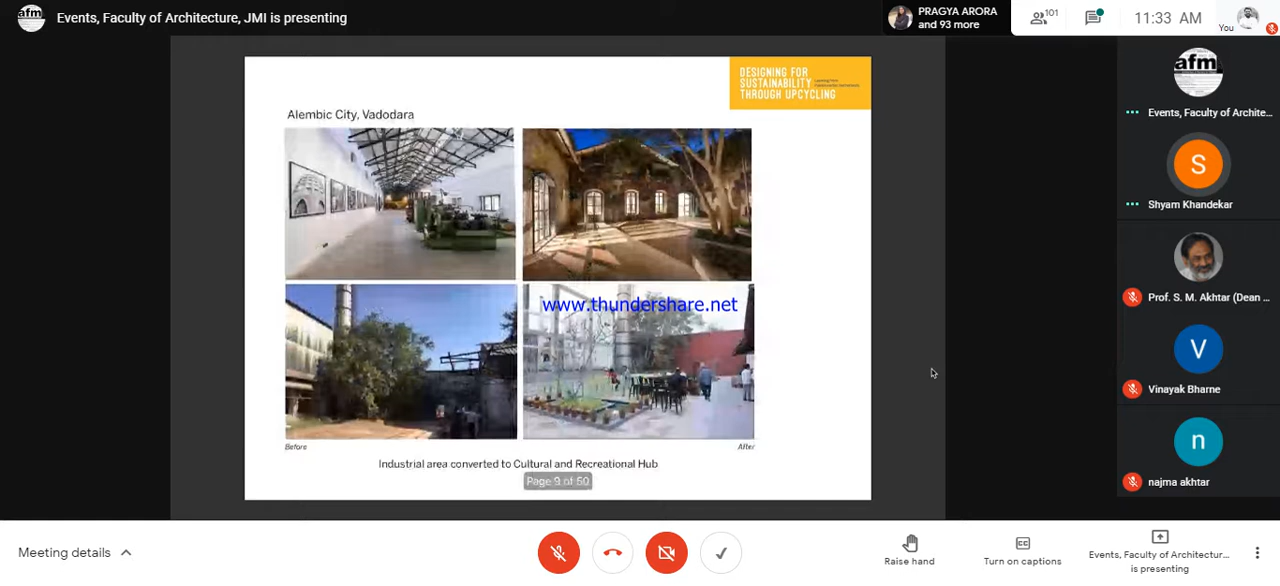 afm
Events, Faculty of Architecture, JMI is presenting
PRAGYA ARORA
and 93 more
101
11:33 AM
You
DESIGNING FOR
SUSTAINABILITY
THROUGH UPCYCLING
Alembic City, Vadodara
www.thundershare.net
Before
After
Industrial area converted to Cultural and Recreational Hub
Page 9 of 50
afm
Events, Faculty of Archite...
S
Shyam Khandekar
Prof. S. M. Akhtar (Dean ...
V
Vinayak Bharne
n
najma akhtar
Meeting details
Raise hand
CC
Turn on captions
Events, Faculty of Architectur...
is presenting